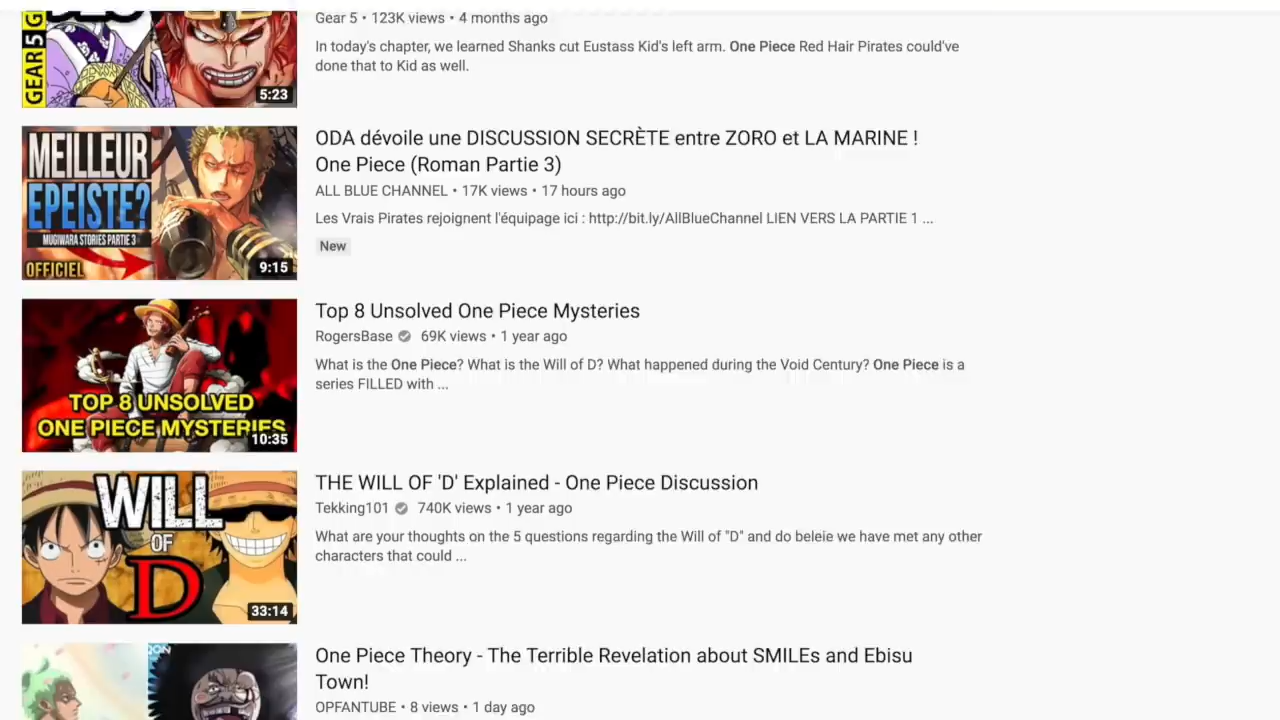 Gear 5 • 123K views • 4 months ago
In today's chapter, we learned Shanks cut Eustass Kid's left arm. One Piece Red Hair Pirates could've
done that to Kid as well.
GEAR 5
5:23
MEILLEUR
EPEISTE?
MUGIWARA STORIES PARTIE 3
OFFICIEL
9:15
ODA dévoile une DISCUSSION SECRÈTE entre ZORO et LA MARINE !
One Piece (Roman Partie 3)
ALL BLUE CHANNEL • 17K views • 17 hours ago
Les Vrais Pirates rejoignent l'équipage ici : http://bit.ly/AllBlueChannel LIEN VERS LA PARTIE 1 ...
New
TOP 8 UNSOLVED
ONE PIECE MYSTERIES
10:35
Top 8 Unsolved One Piece Mysteries
RogersBase 69K views • 1 year ago
What is the One Piece? What is the Will of D? What happened during the Void Century? One Piece is a
series FILLED with ...
WILL
OF
D
33:14
THE WILL OF 'D' Explained - One Piece Discussion
Tekking101 740K views • 1 year ago
What are your thoughts on the 5 questions regarding the Will of "D" and do beleie we have met any other
characters that could ...
One Piece Theory - The Terrible Revelation about SMILEs and Ebisu
Town!
OPFANTUBE • 8 views • 1 day ago